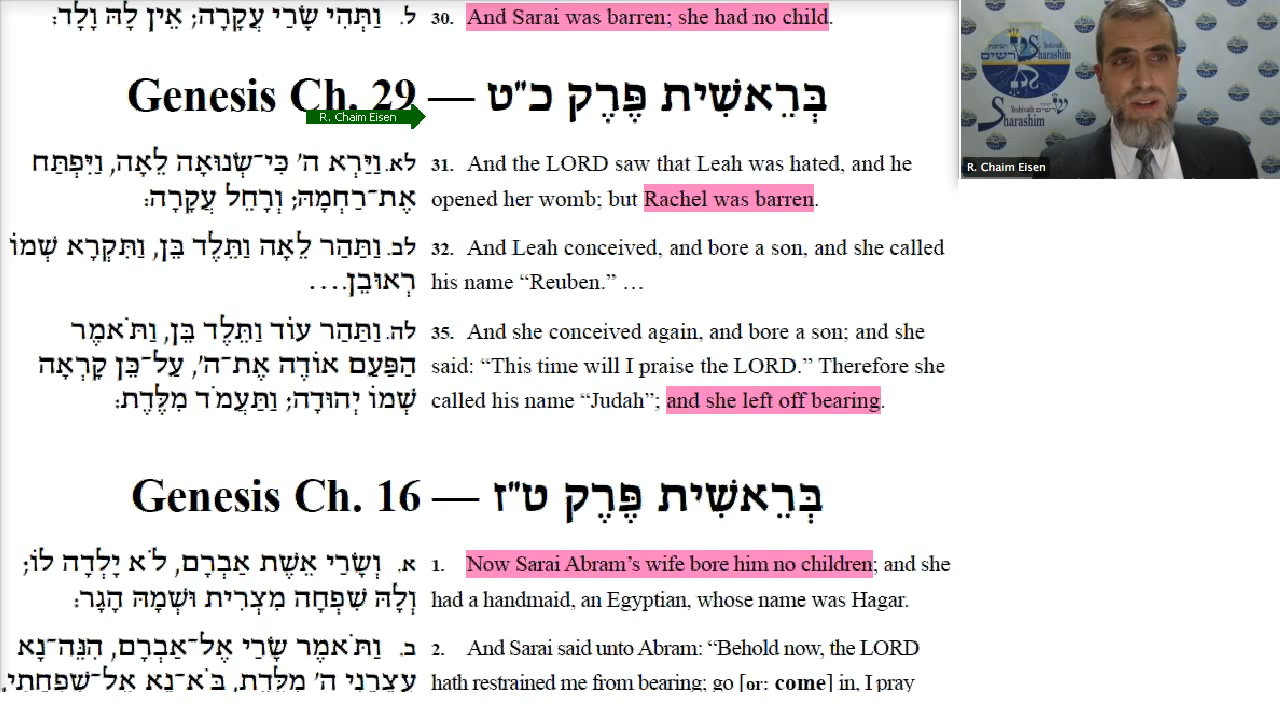 ל. וַתְּהִי שָׂרַי עֲקָרָה; אֵין לָהּ וָלָד׃
30. And Sarai was barren; she had no child.
Genesis Ch. 29 — בְּרֵאשִׁית פֶּרֶק כ"ט
R. Chaim Eisen
לא. וַיַּרְא ה' כִּי־שְׂנוּאָה לֵאָה, וַיִּפְתַּח
אֶת־רַחְמָהּ; וְרָחֵל עֲקָרָה׃
31. And the LORD saw that Leah was hated, and he
opened her womb; but Rachel was barren.
לב. וַתַּהַר לֵאָה וַתֵּלֶד בֵּן, וַתִּקְרָא שְׁמוֹ
רְאוּבֵן....
32. And Leah conceived, and bore a son, and she called
his name “Reuben.” …
לה. וַתַּהַר עוֹד וַתֵּלֶד בֵּן, וַתֹּאמֶר
הַפַּעַם אוֹדֶה אֶת־ה', עַל־כֵּן קָרְאָה
שְׁמוֹ יְהוּדָה; וַתַּעֲמֹד מִלֶּדֶת׃
35. And she conceived again, and bore a son; and she
said: “This time will I praise the LORD.” Therefore she
called his name “Judah”; and she left off bearing.
Genesis Ch. 16 — בְּרֵאשִׁית פֶּרֶק ט"ז
א. וְשָׂרַי אֵשֶׁת אַבְרָם, לֹא יָלְדָה לוֹ;
וְלָהּ שִׁפְחָה מִצְרִית וּשְׁמָהּ הָגָר׃
1. Now Sarai Abram’s wife bore him no children; and she
had a handmaid, an Egyptian, whose name was Hagar.
ב. וַתֹּאמֶר שָׂרַי אֶל־אַבְרָם, הִנֵּה־נָא
עֲצָרַנִי ה' מִלֶּדֶת, בֹּא־נָא אֶל־שִׁפְחָתִי,
2. And Sarai said unto Abram: “Behold now, the LORD
hath restrained me from bearing; go [or: come] in, I pray
Yeshivath
Sharashim
ישיבת
שרשים
Yeshivath
Sharashim
R. Chaim Eisen